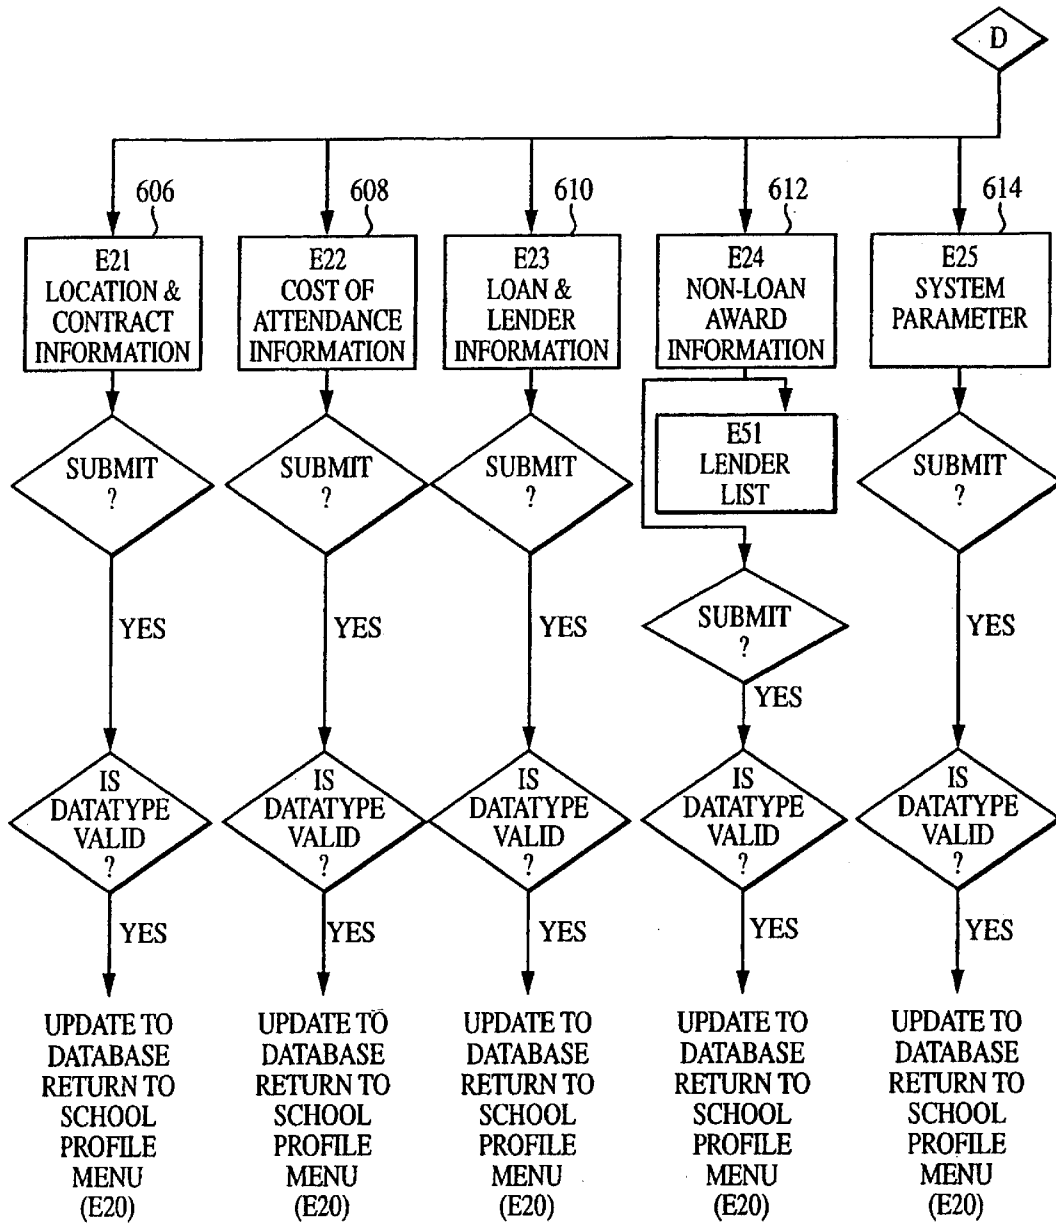 D
606
E21
LOCATION &
CONTRACT
INFORMATION
SUBMIT
?
YES
IS
DATATYPE
VALID
?
YES
UPDATE TO
DATABASE
RETURN TO
SCHOOL
PROFILE
MENU
(E20)
608
E22
COST OF
ATTENDANCE
INFORMATION
SUBMIT
?
YES
IS
DATATYPE
VALID
?
YES
UPDATE TO
DATABASE
RETURN TO
SCHOOL
PROFILE
MENU
(E20)
610
E23
LOAN &
LENDER
INFORMATION
SUBMIT
?
YES
IS
DATATYPE
VALID
?
YES
UPDATE TO
DATABASE
RETURN TO
SCHOOL
PROFILE
MENU
(E20)
612
E24
NON-LOAN
AWARD
INFORMATION
E51
LENDER
LIST
SUBMIT
?
YES
IS
DATATYPE
VALID
?
YES
UPDATE TO
DATABASE
RETURN TO
SCHOOL
PROFILE
MENU
(E20)
614
E25
SYSTEM
PARAMETER
SUBMIT
?
YES
IS
DATATYPE
VALID
?
YES
UPDATE TO
DATABASE
RETURN TO
SCHOOL
PROFILE
MENU
(E20)